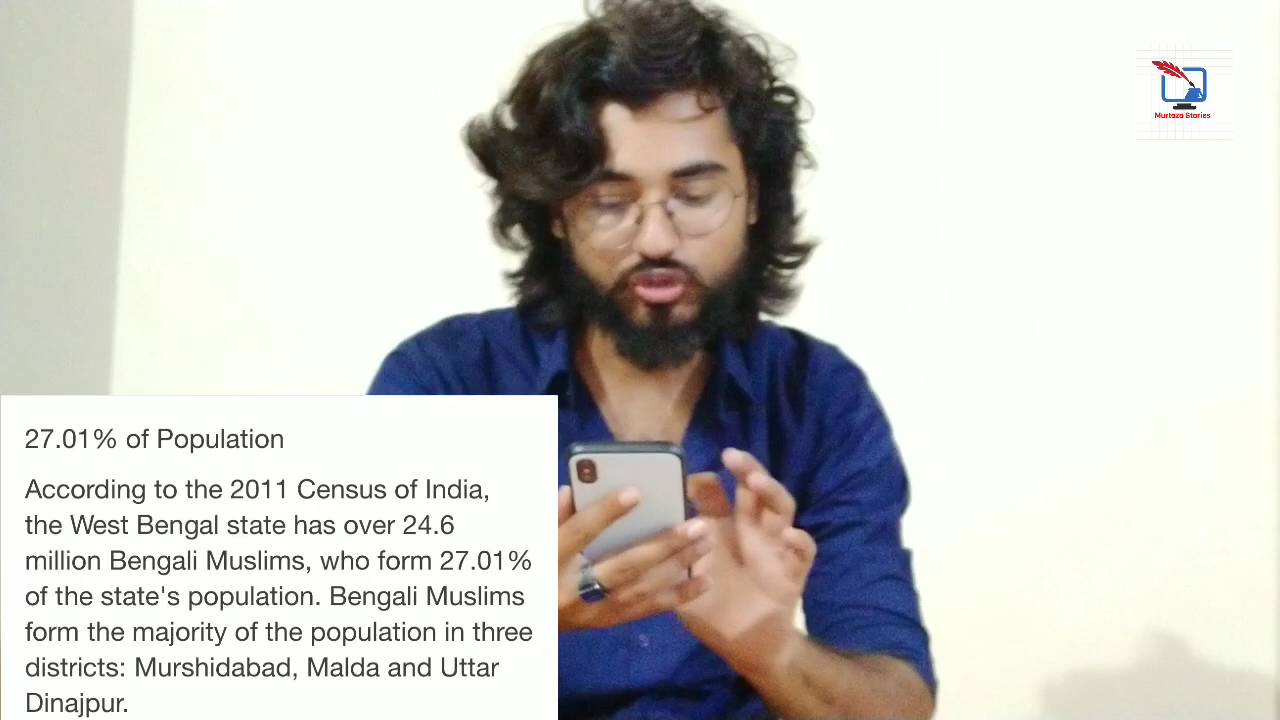 Murtaza Stories
27.01% of Population
According to the 2011 Census of India,
the West Bengal state has over 24.6
million Bengali Muslims, who form 27.01%
of the state's population. Bengali Muslims
form the majority of the population in three
districts: Murshidabad, Malda and Uttar
Dinajpur.